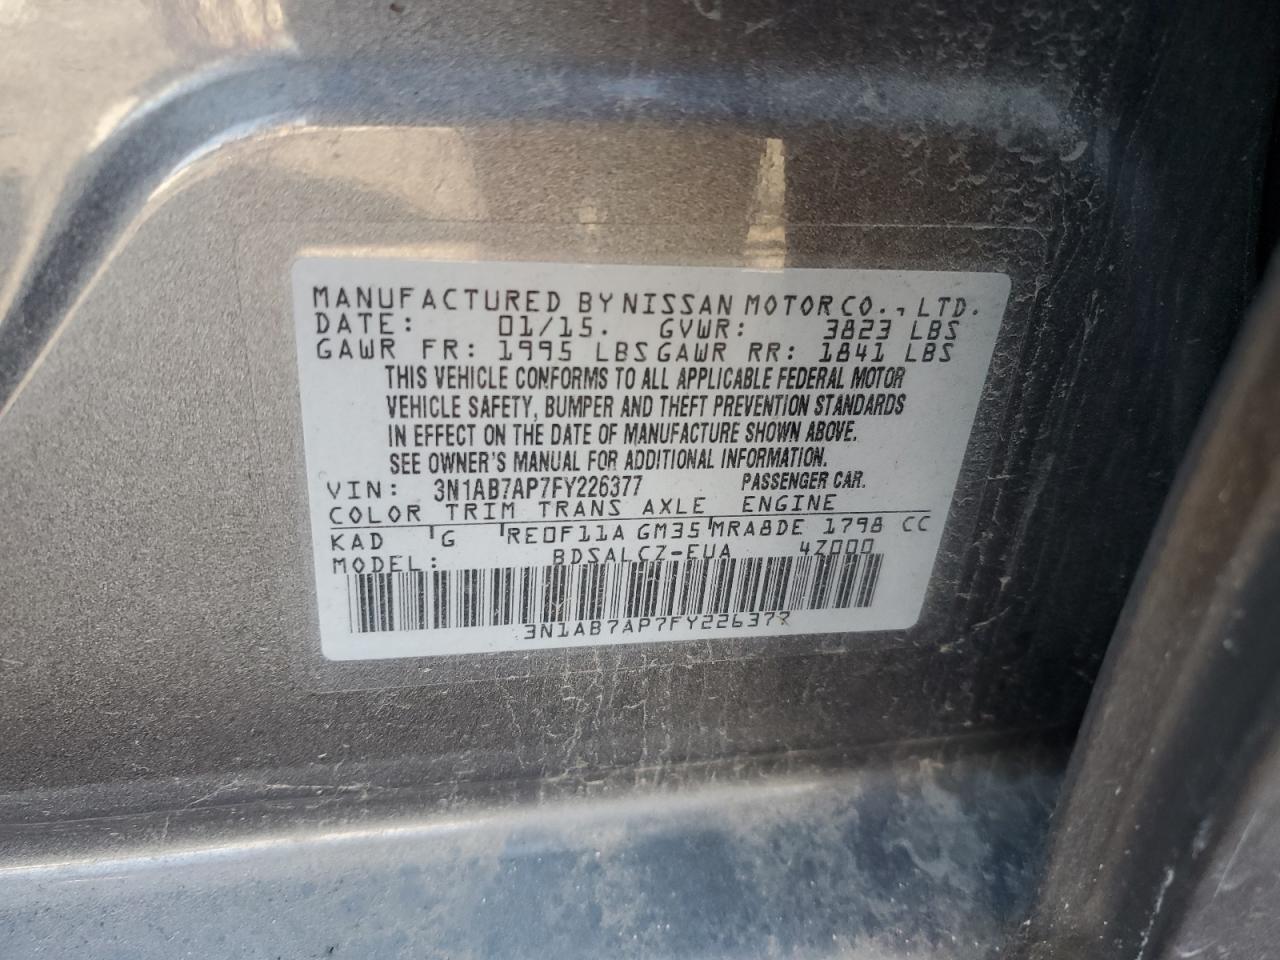 MANUFACTURED BY NISSAN MOTOR CO., LTD.
DATE: 01/15. GVWR: 3823 LBS
GAWR FR: 1995 LBS GAWR RR: 1841 LBS
THIS VEHICLE CONFORMS TO ALL APPLICABLE FEDERAL MOTOR
VEHICLE SAFETY, BUMPER AND THEFT PREVENTION STANDARDS
IN EFFECT ON THE DATE OF MANUFACTURE SHOWN ABOVE.
SEE OWNER'S MANUAL FOR ADDITIONAL INFORMATION.
VIN: 3N1AB7AP7FY226377 PASSENGER CAR.
COLOR TRIM TRANS AXLE ENGINE
KAD G RE0F11A GM35 MRA8DE 1798 CC
MODEL: BDSALCZ-EUA 4Z000
3N1AB7AP7FY226377